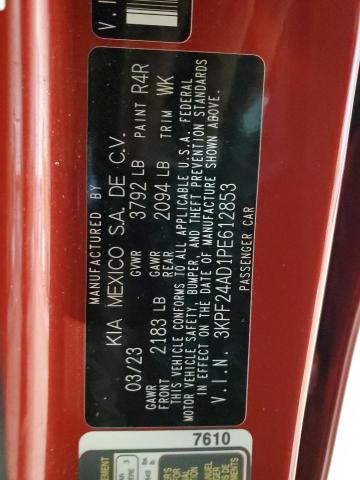 MANUFACTURED BY
KIA MEXICO S.A. DE C.V.
03/23 GVWR 3792 LB PAINT R4R
GAWR FRONT 2183 LB GAWR REAR 2094 LB TRIM WK
THIS VEHICLE CONFORMS TO ALL APPLICABLE U.S.A. FEDERAL
MOTOR VEHICLE SAFETY, BUMPER, AND THEFT PREVENTION STANDARDS
IN EFFECT ON THE DATE OF MANUFACTURE SHOWN ABOVE.
V.I.N. 3KPF24AD1PE612853
PASSENGER CAR
7610
V.I